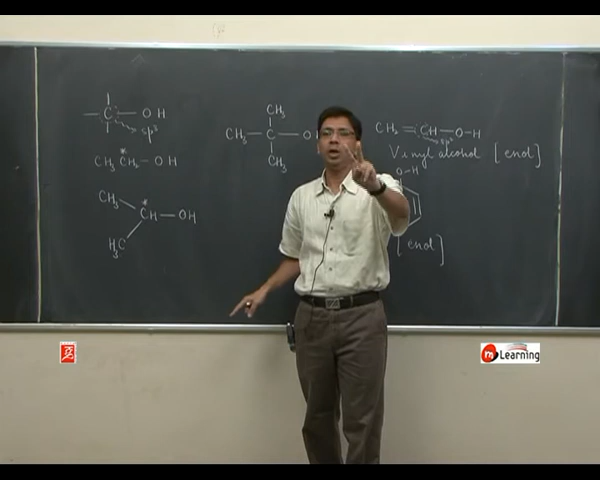 C — OH
sp³
CH₃ CH₂ — OH
CH₃
CH — OH
H₃C
CH₃
CH₃ — C — O
CH₃
CH₂ = CH — O — H
sp²
Vinyl alcohol [enol]
O — H
[enol]
m Learning